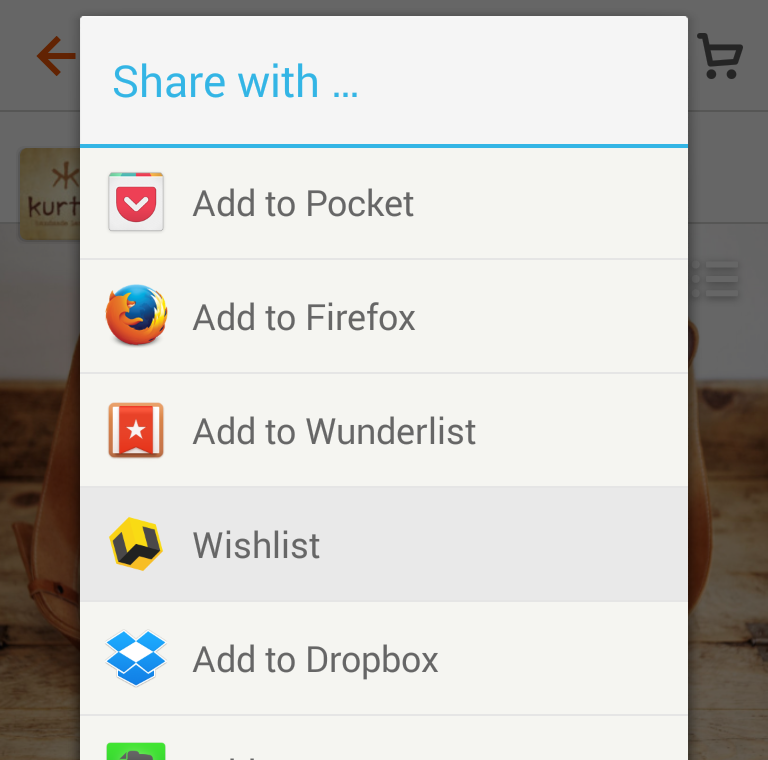 Share with ...
kurt
Add to Pocket
Add to Firefox
Add to Wunderlist
Wishlist
Add to Dropbox